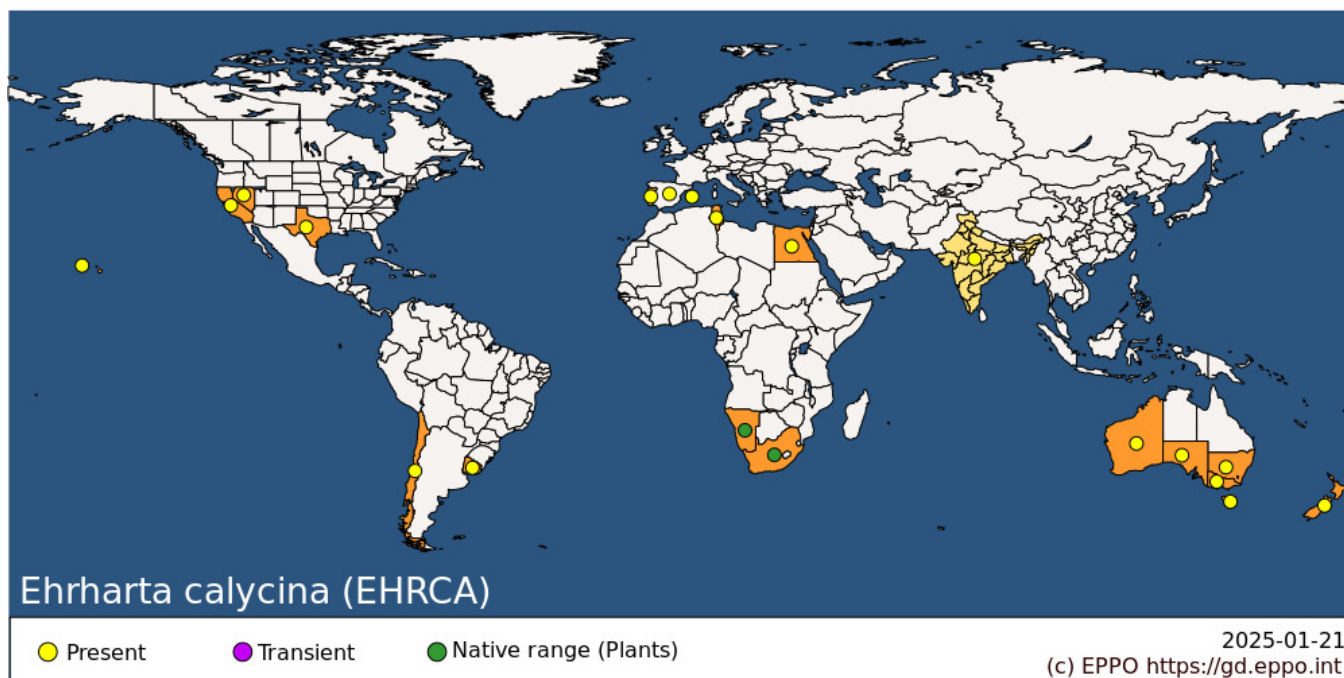 Ehrharta calycina (EHRCA)
Present
Transient
Native range (Plants)
2025-01-21
(c) EPPO https://gd.eppo.int